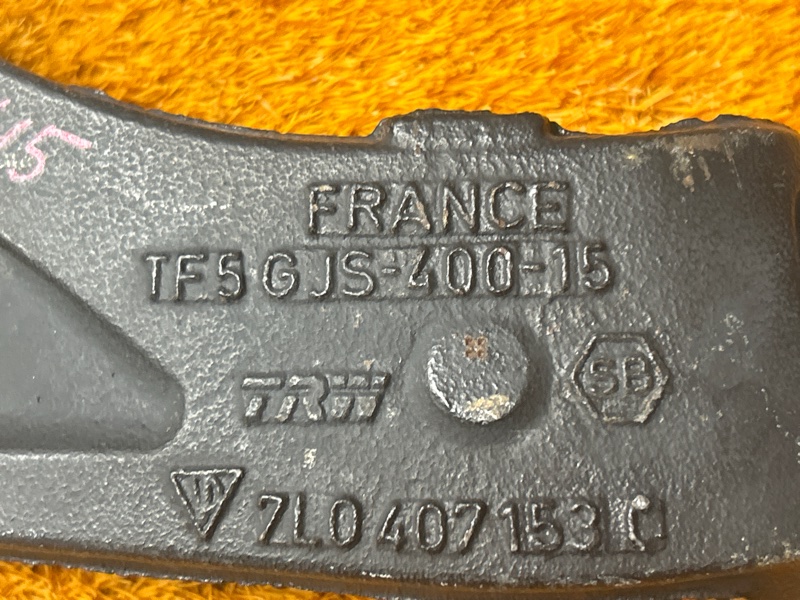 FRANCE
TF5 GJS-400-15
TRW
SB
7L0 407 153